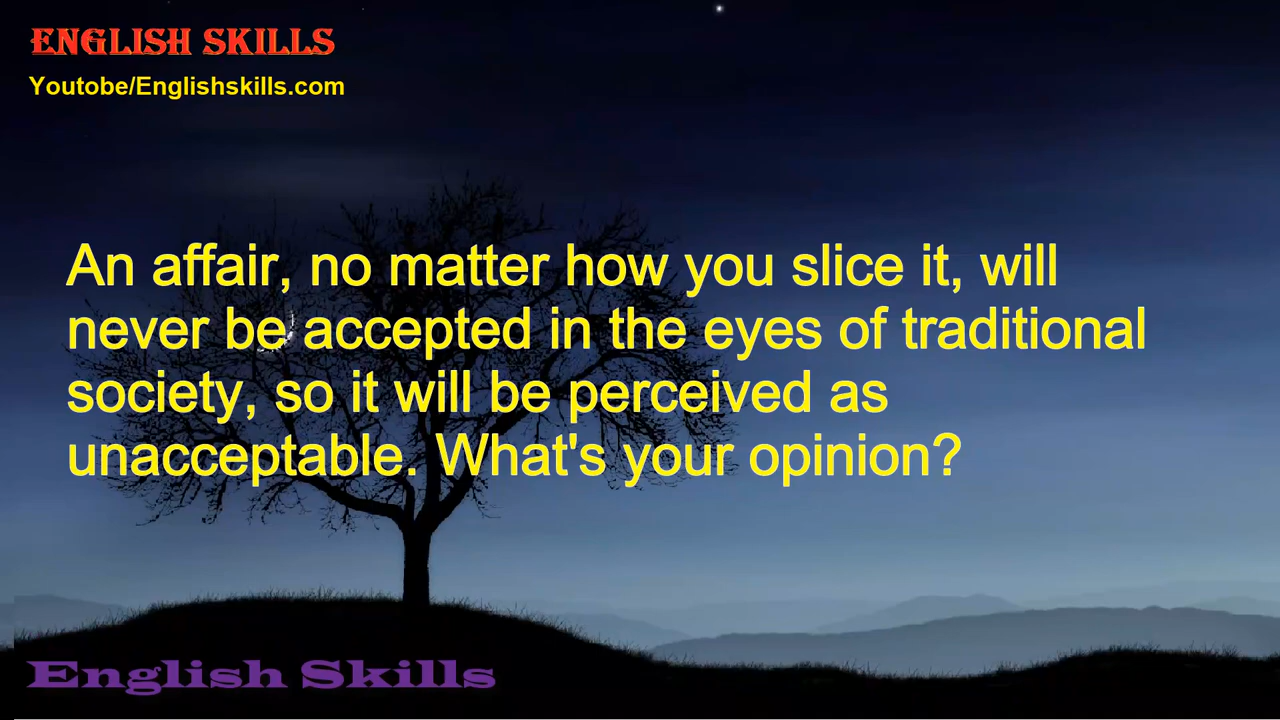 ENGLISH SKILLS
Youtobe/Englishskills.com
An affair, no matter how you slice it, will
never be accepted in the eyes of traditional
society, so it will be perceived as
unacceptable. What's your opinion?
English Skills